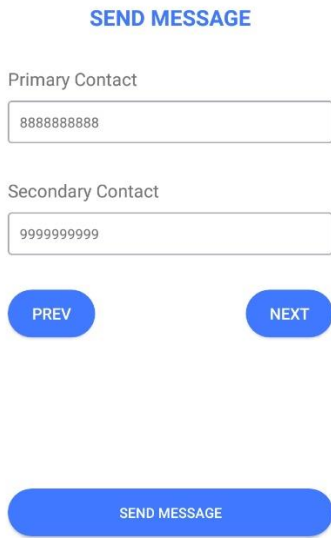 SEND MESSAGE
Primary Contact
8888888888
Secondary Contact
9999999999
PREV NEXT
SEND MESSAGE